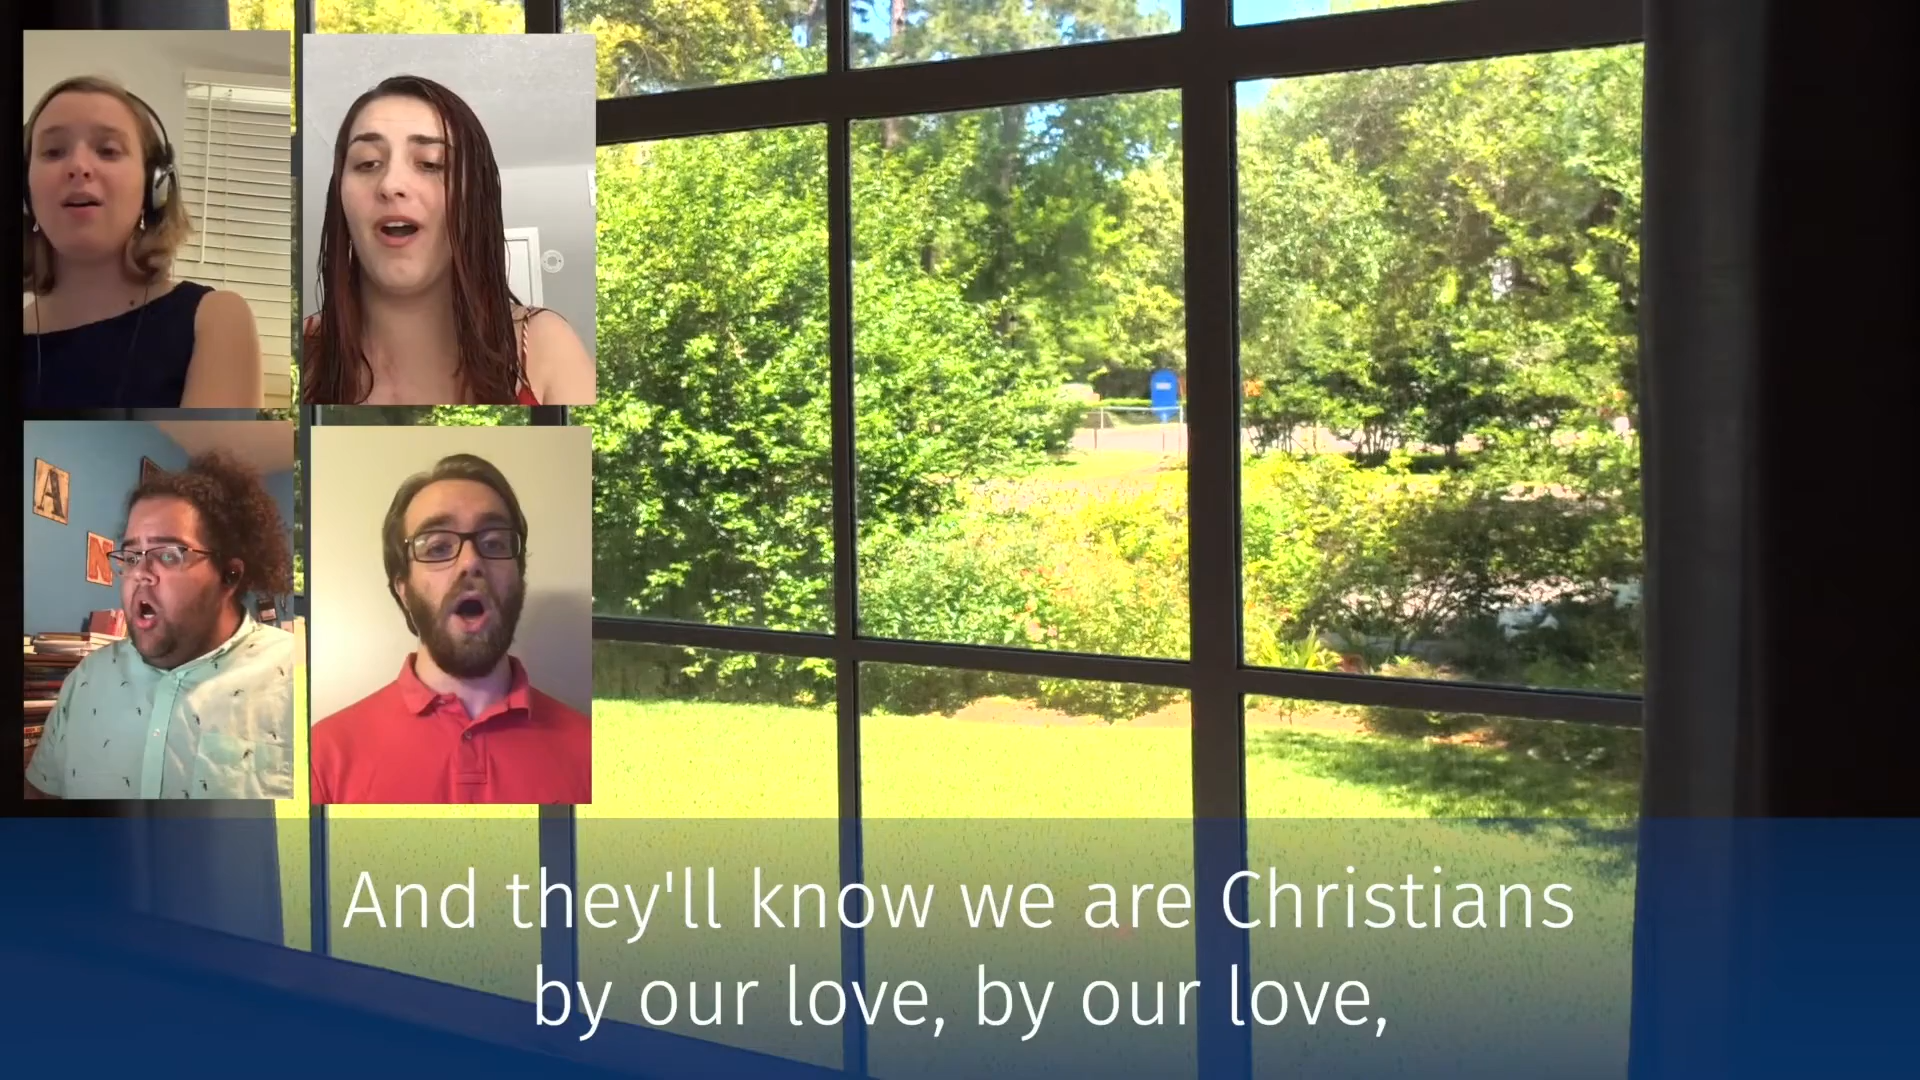 A
N
And they'll know we are Christians
by our love, by our love,